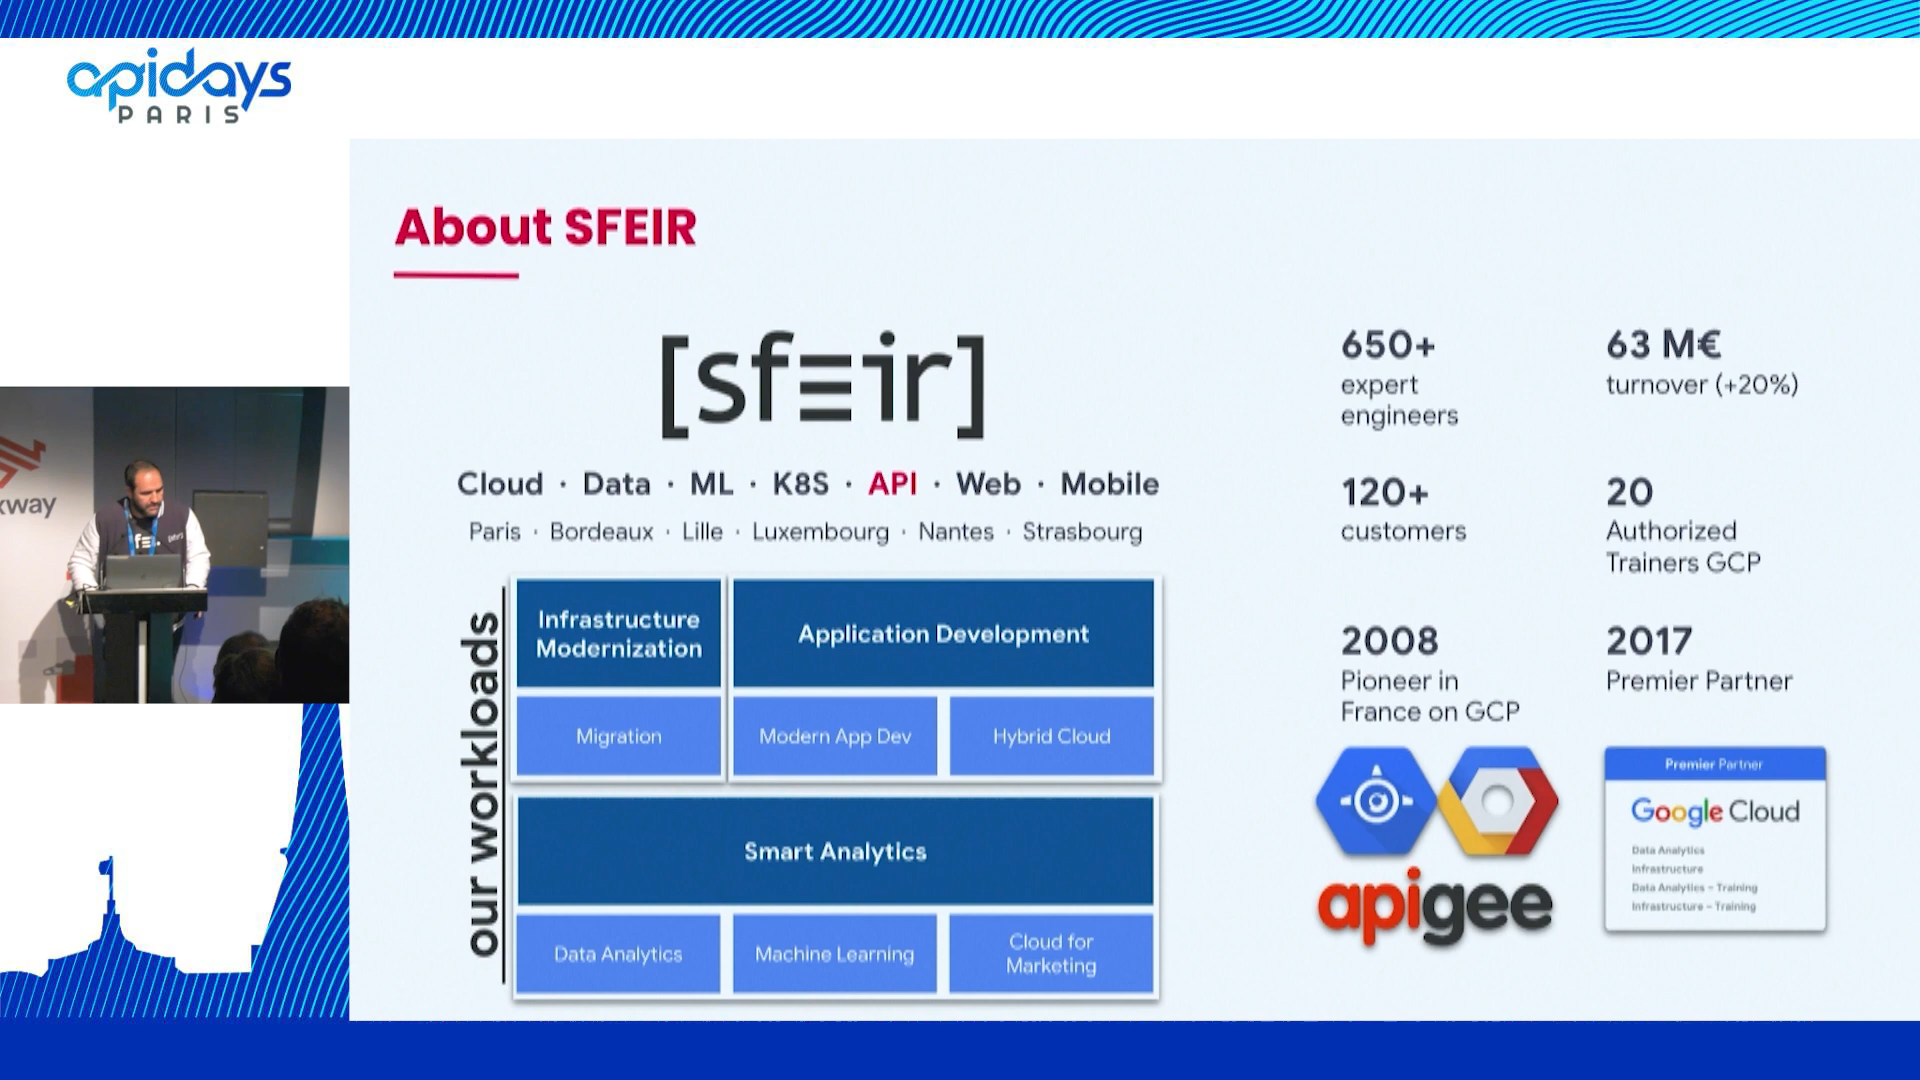 apidays
PARIS
About SFEIR
[sfeir]
Cloud · Data · ML · K8S · API · Web · Mobile
Paris · Bordeaux · Lille · Luxembourg · Nantes · Strasbourg
our workloads
Infrastructure
Modernization
Application Development
Migration
Modern App Dev
Hybrid Cloud
Smart Analytics
Data Analytics
Machine Learning
Cloud for
Marketing
650+
expert
engineers
63 M€
turnover (+20%)
120+
customers
20
Authorized
Trainers GCP
2008
Pioneer in
France on GCP
2017
Premier Partner
apigee
Premier Partner
Google Cloud
Data Analytics
Infrastructure
Data Analytics – Training
Infrastructure – Training